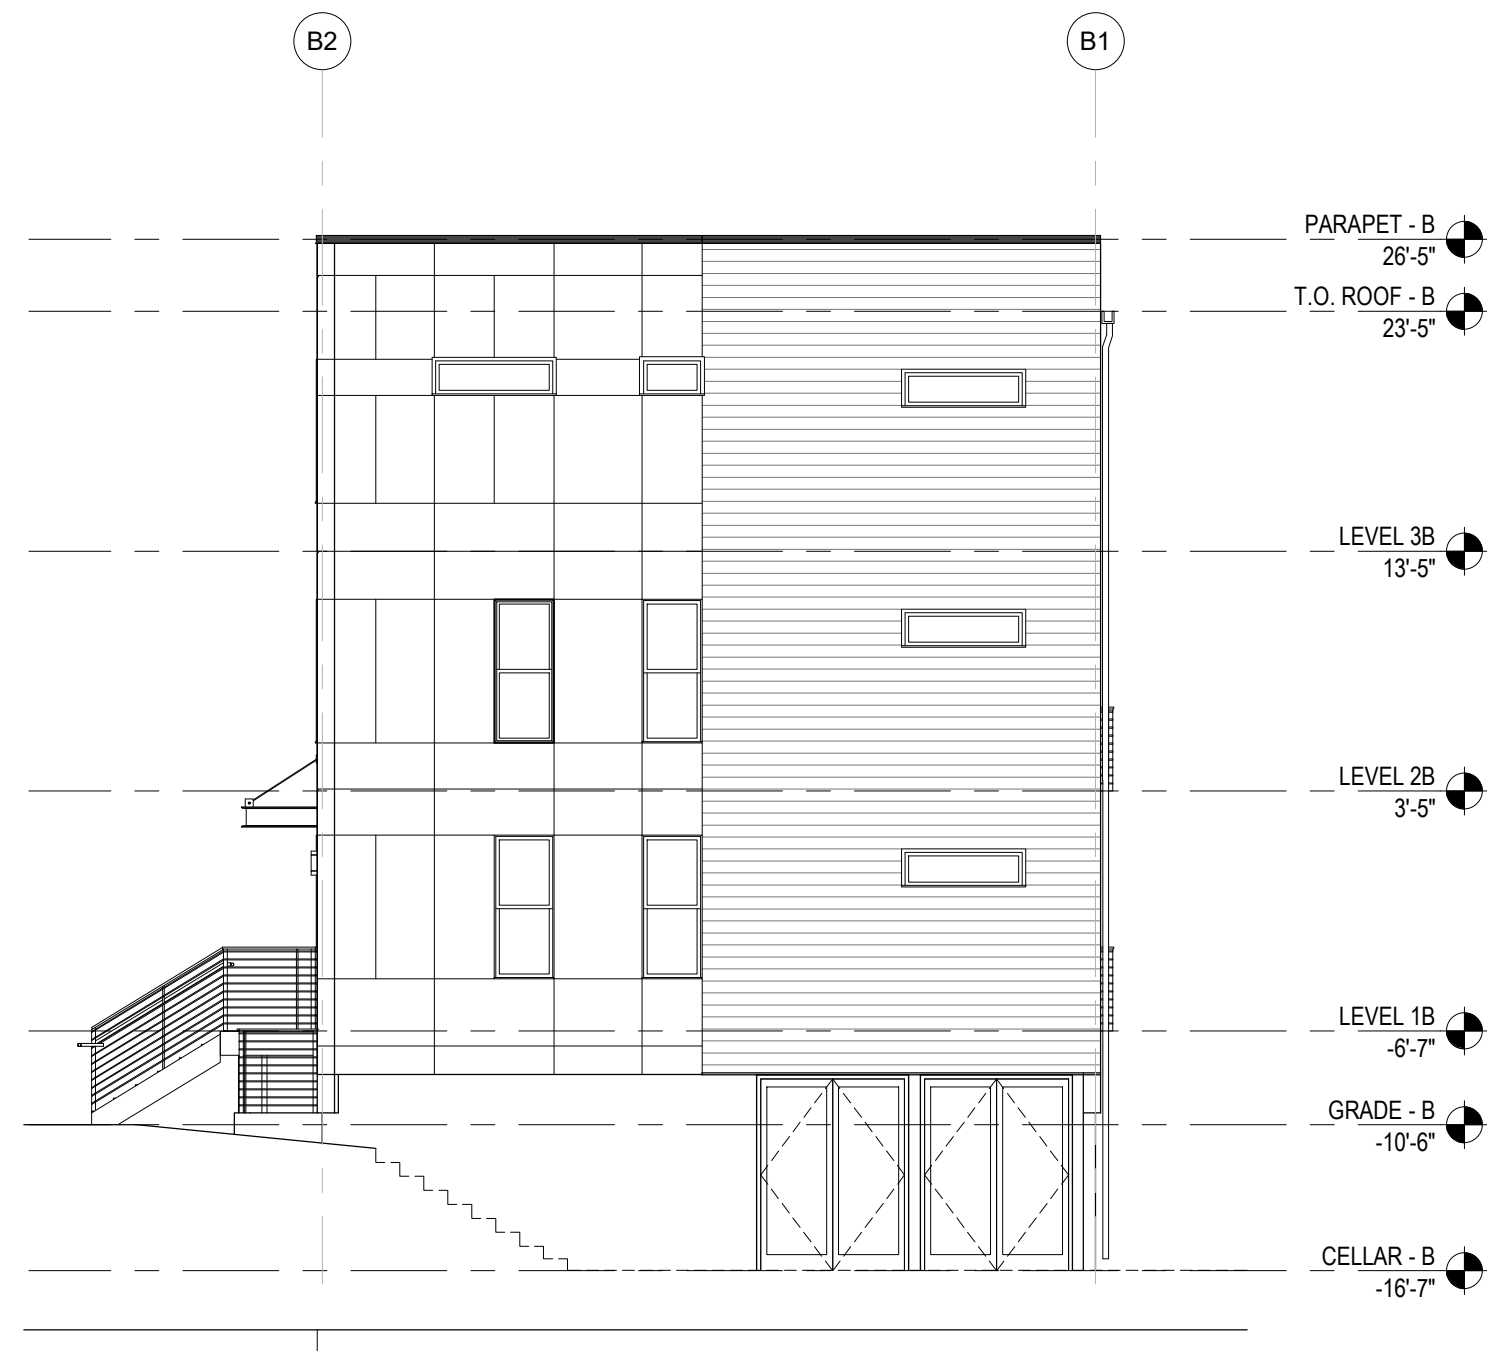 B2
B1
PARAPET - B
26'-5"
T.O. ROOF - B
23'-5"
LEVEL 3B
13'-5"
LEVEL 2B
3'-5"
LEVEL 1B
-6'-7"
GRADE - B
-10'-6"
CELLAR - B
-16'-7"